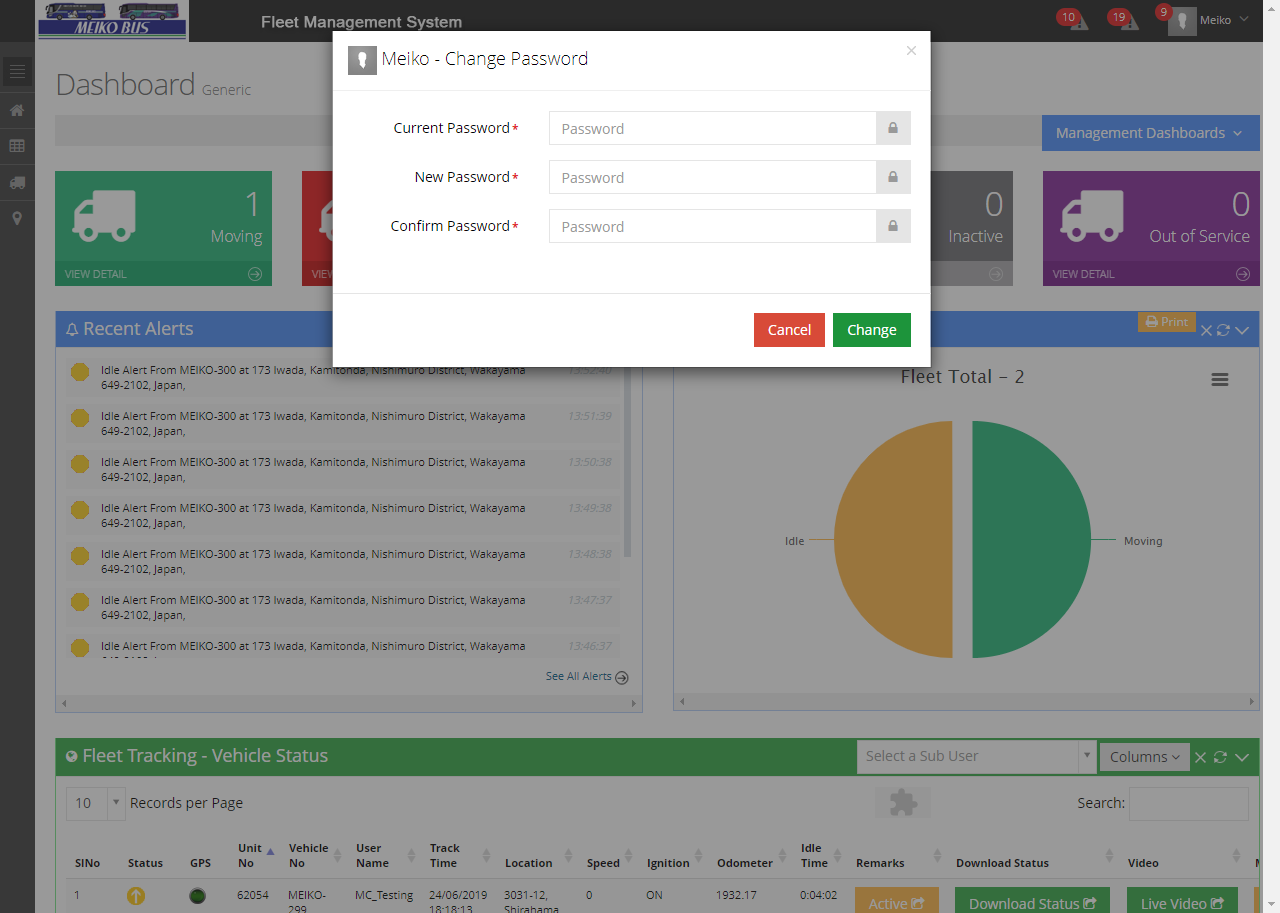 MEIKO BUS
Fleet Management System
10
19
9
Meiko
Meiko - Change Password
×
Dashboard Generic
Current Password*
Password
Management Dashboards
New Password*
Password
Confirm Password*
Password
1
Moving
VIEW DETAIL
0
Inactive
0
Out of Service
VIEW DETAIL
Cancel
Change
Recent Alerts
Print
Idle Alert From MEIKO-300 at 173 Iwada, Kamitonda, Nishimuro District, Wakayama
649-2102, Japan,
13:52:40
Idle Alert From MEIKO-300 at 173 Iwada, Kamitonda, Nishimuro District, Wakayama
649-2102, Japan,
13:51:39
Idle Alert From MEIKO-300 at 173 Iwada, Kamitonda, Nishimuro District, Wakayama
649-2102, Japan,
13:50:38
Idle Alert From MEIKO-300 at 173 Iwada, Kamitonda, Nishimuro District, Wakayama
649-2102, Japan,
13:49:38
Idle Alert From MEIKO-300 at 173 Iwada, Kamitonda, Nishimuro District, Wakayama
649-2102, Japan,
13:48:38
Idle Alert From MEIKO-300 at 173 Iwada, Kamitonda, Nishimuro District, Wakayama
649-2102, Japan,
13:47:37
Idle Alert From MEIKO-300 at 173 Iwada, Kamitonda, Nishimuro District, Wakayama
13:46:37
See All Alerts
Fleet Total – 2
Idle
Moving
Fleet Tracking - Vehicle Status
Select a Sub User
Columns
10 Records per Page
Search:
SlNo Status GPS Unit No Vehicle No User Name Track Time Location Speed Ignition Odometer Idle Time Remarks Download Status Video
1 62054 MEIKO-299 MC_Testing 24/06/2019 18:18:13 3031-12, Shirahama 0 ON 1932.17 0:04:02 Active Download Status Live Video